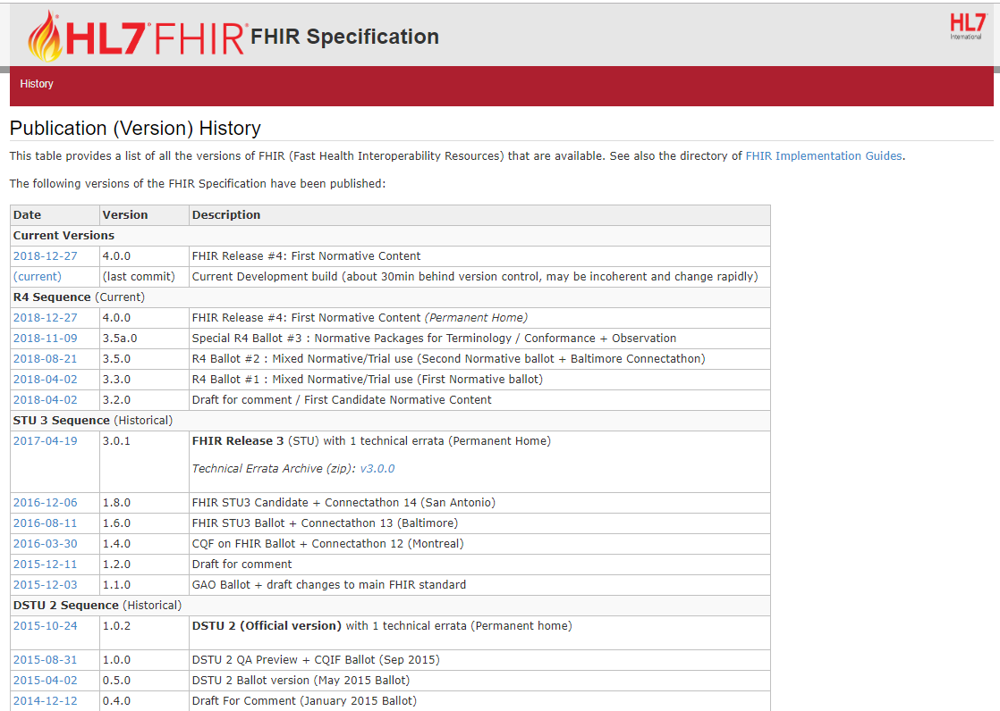 HL7 FHIR FHIR Specification
HL7
International
History
Publication (Version) History
This table provides a list of all the versions of FHIR (Fast Health Interoperability Resources) that are available. See also the directory of FHIR Implementation Guides.
The following versions of the FHIR Specification have been published:
Date Version Description
Current Versions
2018-12-27 4.0.0 FHIR Release #4: First Normative Content
(current) (last commit) Current Development build (about 30min behind version control, may be incoherent and change rapidly)
R4 Sequence (Current)
2018-12-27 4.0.0 FHIR Release #4: First Normative Content (Permanent Home)
2018-11-09 3.5a.0 Special R4 Ballot #3 : Normative Packages for Terminology / Conformance + Observation
2018-08-21 3.5.0 R4 Ballot #2 : Mixed Normative/Trial use (Second Normative ballot + Baltimore Connectathon)
2018-04-02 3.3.0 R4 Ballot #1 : Mixed Normative/Trial use (First Normative ballot)
2018-04-02 3.2.0 Draft for comment / First Candidate Normative Content
STU 3 Sequence (Historical)
2017-04-19 3.0.1 FHIR Release 3 (STU) with 1 technical errata (Permanent Home)
Technical Errata Archive (zip): v3.0.0
2016-12-06 1.8.0 FHIR STU3 Candidate + Connectathon 14 (San Antonio)
2016-08-11 1.6.0 FHIR STU3 Ballot + Connectathon 13 (Baltimore)
2016-03-30 1.4.0 CQF on FHIR Ballot + Connectathon 12 (Montreal)
2015-12-11 1.2.0 Draft for comment
2015-12-03 1.1.0 GAO Ballot + draft changes to main FHIR standard
DSTU 2 Sequence (Historical)
2015-10-24 1.0.2 DSTU 2 (Official version) with 1 technical errata (Permanent home)
2015-08-31 1.0.0 DSTU 2 QA Preview + CQIF Ballot (Sep 2015)
2015-04-02 0.5.0 DSTU 2 Ballot version (May 2015 Ballot)
2014-12-12 0.4.0 Draft For Comment (January 2015 Ballot)